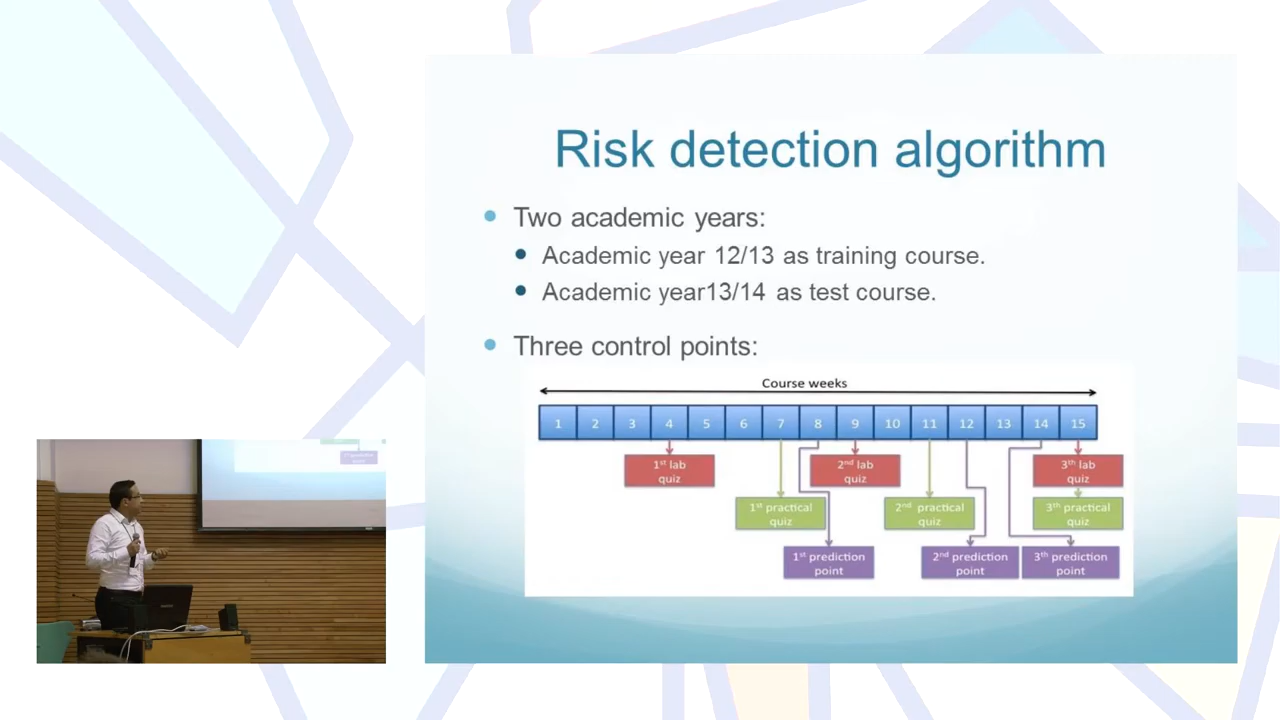 Risk detection algorithm
Two academic years:
Academic year 12/13 as training course.
Academic year13/14 as test course.
Three control points:
Course weeks
1 2 3 4 5 6 7 8 9 10 11 12 13 14 15
1st lab
quiz
2nd lab
quiz
3th lab
quiz
1st practical
quiz
2nd practical
quiz
3th practical
quiz
1st prediction
point
2nd prediction
point
3th prediction
point